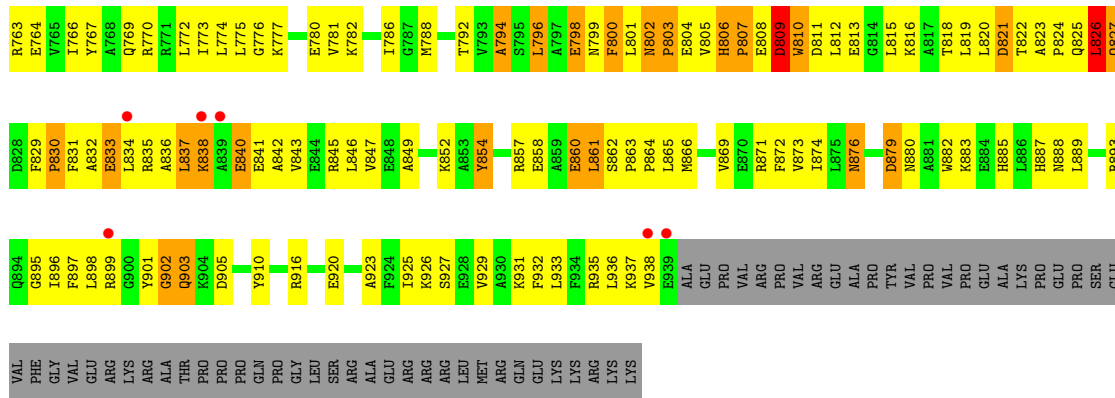 R763 E764 V765 I766 Y767 A768 Q769 R770 R771 L772 I773 L774 L775 G776 K777 E780 V781 K782 I786 G787 M788 T792 V793 A794 S795 L796 A797 E798 N799 F800 L801 N802 P803 E804 V805 H806 P807 E808 D809 W810 D811 L812 E813 G814 L815 K816 A817 T818 L819 L820 D821 T822 A823 P824 Q825 L826
D828 F829 P830 F831 A832 E833 L834 R835 A836 L837 K838 A839 E840 E841 A842 V843 E844 R845 L846 V847 E848 A849 K852 A853 Y854 R857 E858 A859 E860 L861 S862 P863 P864 L865 M866 V869 E870 R871 F872 V873 I874 L875 N876 D879 N880 A881 W882 K883 E884 H885 L886 H887 N888 L889
Q894 G895 I896 F897 L898 R899 G900 Y901 G902 Q903 K904 D905 Y910 R916 E920 A923 F924 I925 K926 S927 E928 V929 A930 K931 F932 L933 F934 R935 L936 K937 V938 E939 ALA GLU PRO VAL ARG PRO VAL ARG GLU ALA PRO TYR VAL PRO VAL PRO GLU ALA LYS PRO GLU PRO SER
VAL PHE GLY VAL GLU ARG LYS ARG ALA THR PRO PRO PRO GLN PRO GLY LEU SER ARG ALA GLU ARG ARG ARG LEU MET ARG GLN GLU LYS LYS ARG LYS LYS